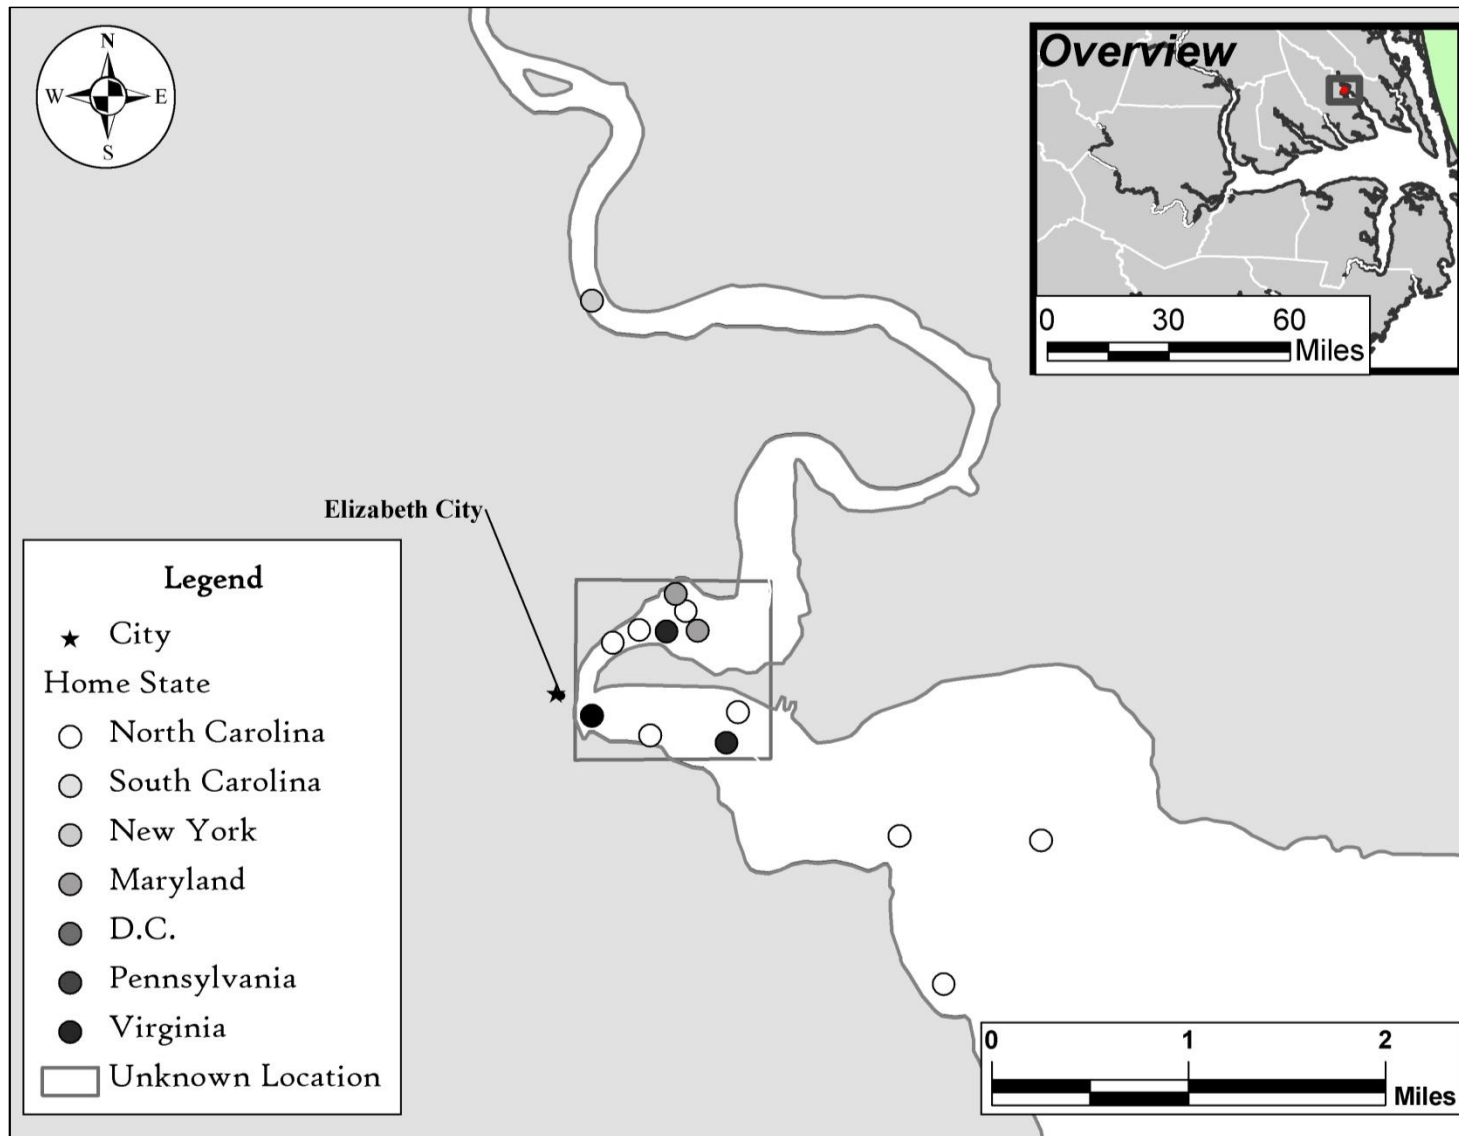 N
W E
S
Overview
0 30 60
Miles
Elizabeth City
Legend
City
Home State
North Carolina
South Carolina
New York
Maryland
D.C.
Pennsylvania
Virginia
Unknown Location
0 1 2
Miles